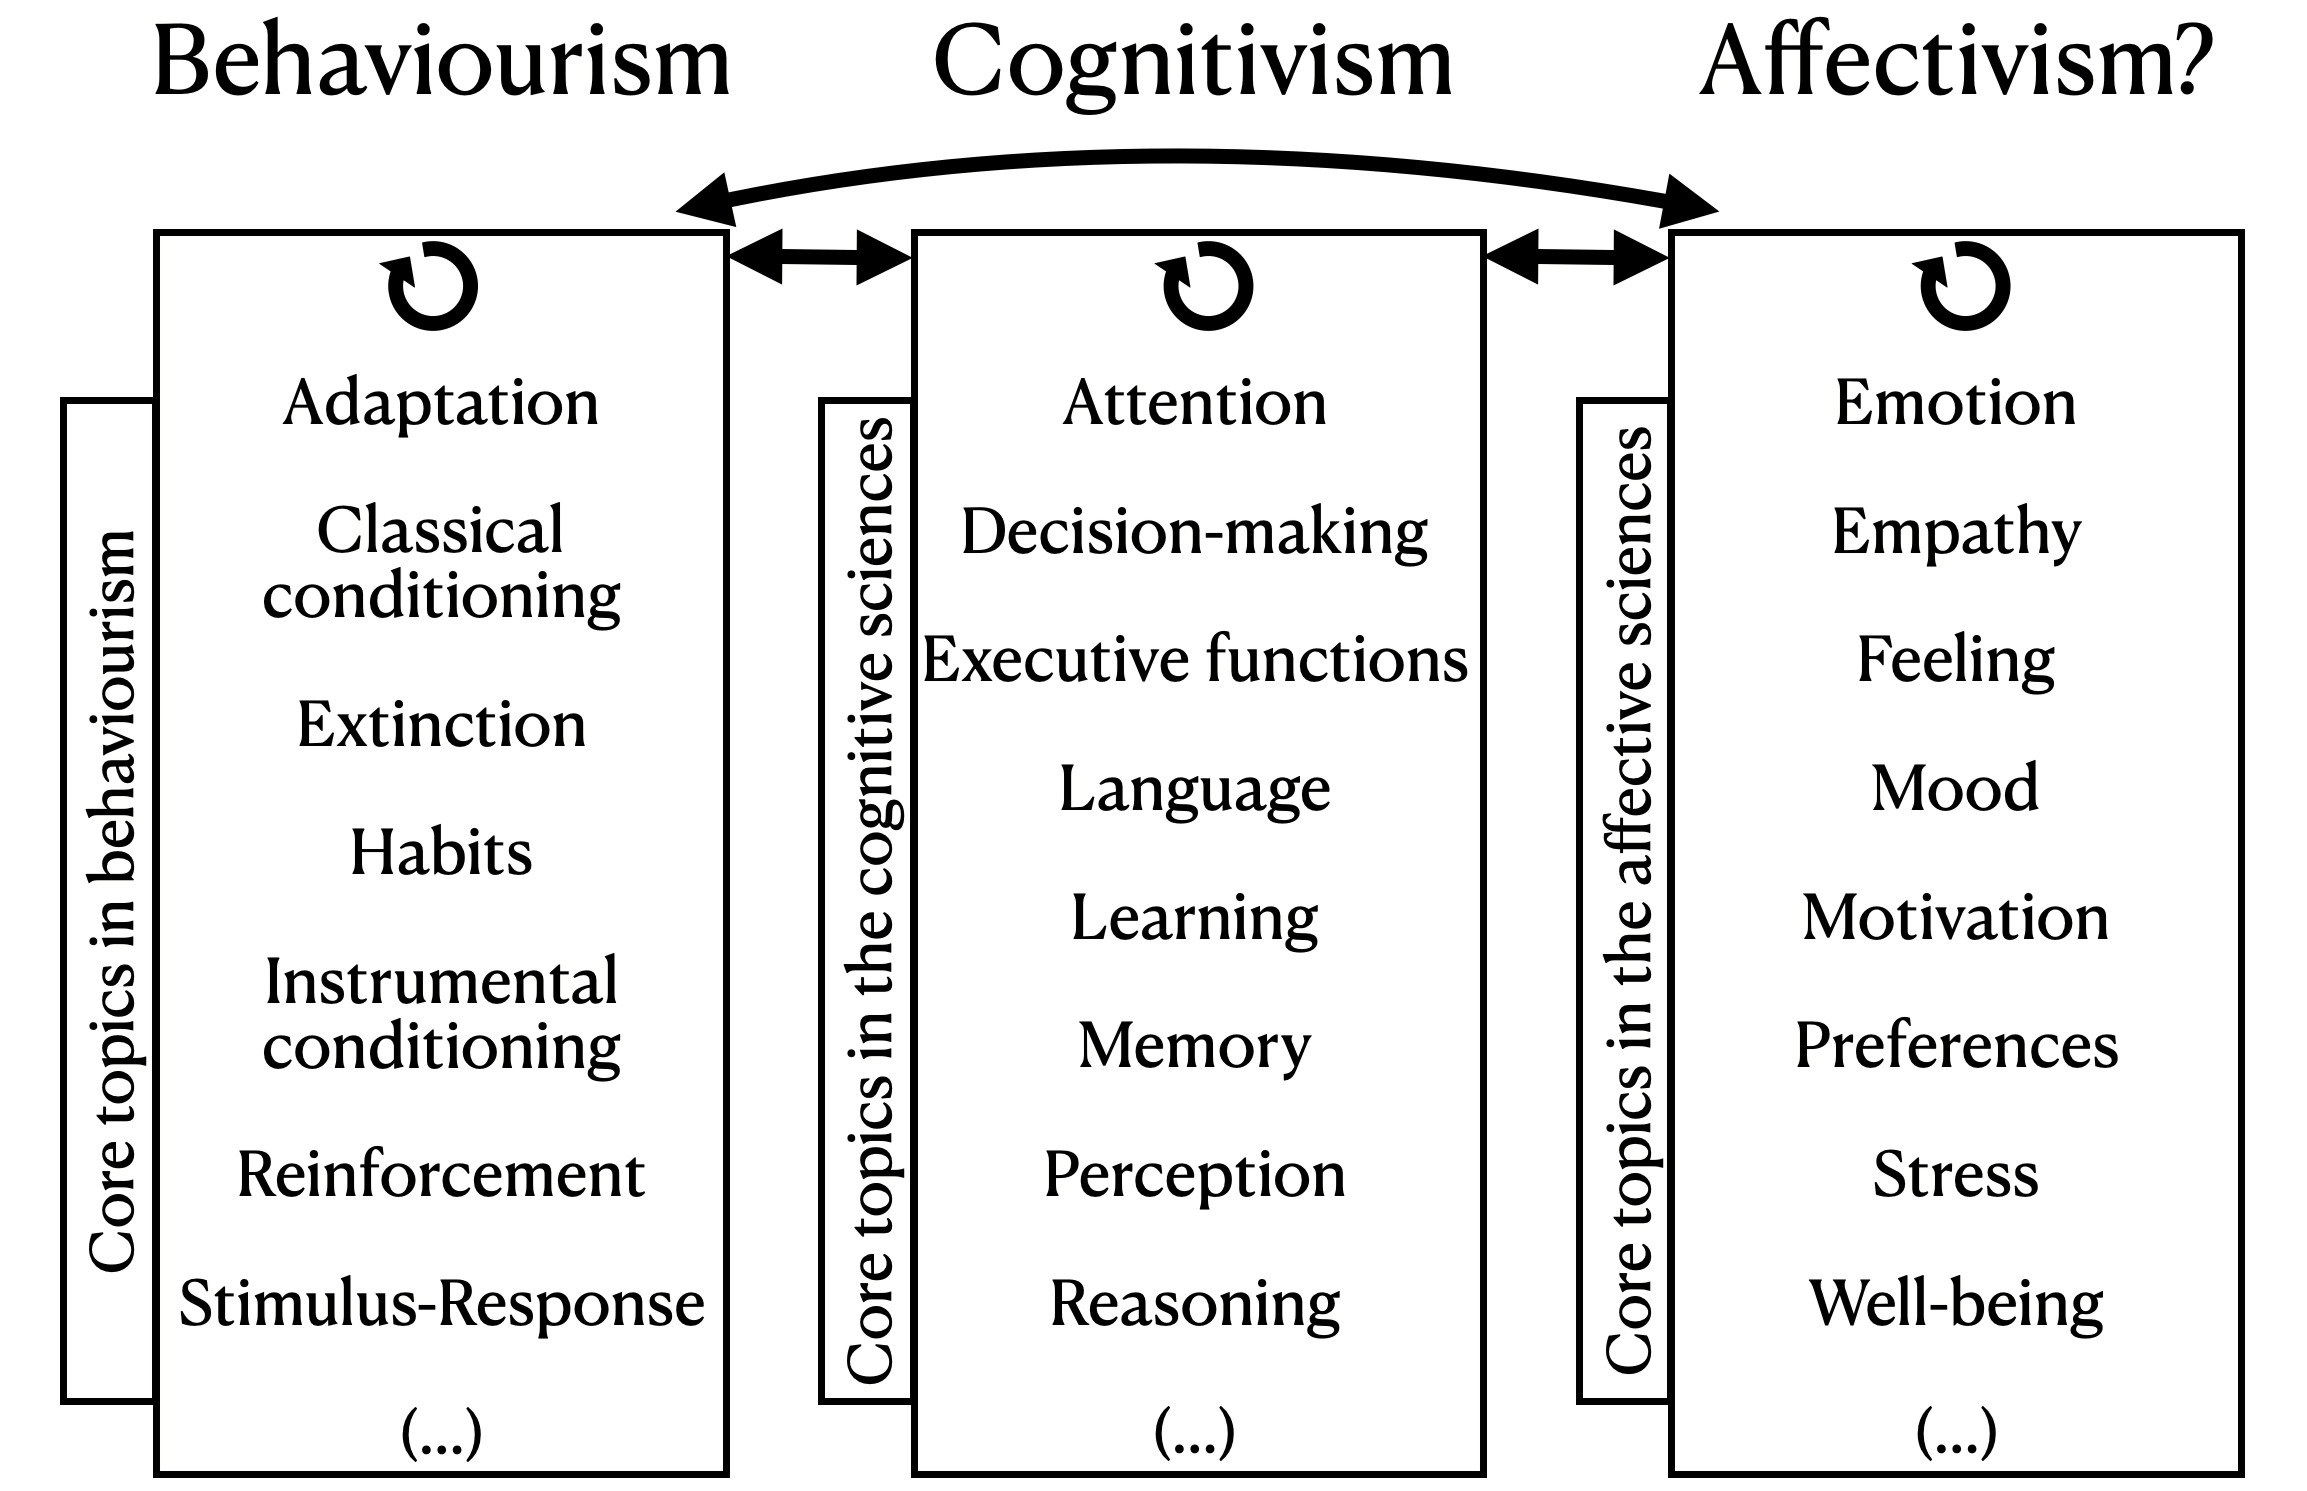 Behaviourism
Cognitivism
Affectivism?
Core topics in behaviourism
Adaptation
Classical
conditioning
Extinction
Habits
Instrumental
conditioning
Reinforcement
Stimulus-Response
(...)
Core topics in the cognitive sciences
Attention
Decision-making
Executive functions
Language
Learning
Memory
Perception
Reasoning
(...)
Core topics in the affective sciences
Emotion
Empathy
Feeling
Mood
Motivation
Preferences
Stress
Well-being
(...)